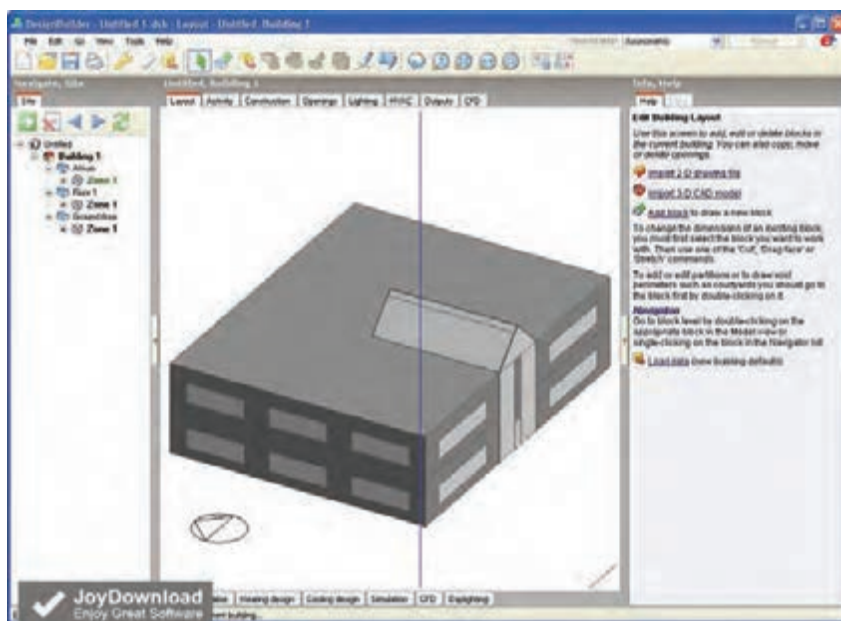 DesignBuilder - Untitled 1.dsb - Layout - Untitled, Building 1
File Edit Go View Tools Help
Axonometric
Navigate, Site
Untitled, Building 1
Info, Help
Site
Layout Activity Construction Openings Lighting HVAC Outputs CFD
Help
Untitled
Building 1
Atrium
Zone 1
Floor 1
Zone 1
Zone 1
Edit Building Layout
Use this screen to add, edit or delete blocks in
the current building. You can also copy, move
or delete openings.
Import 2-D drawing file
Import 3-D CAD model
Add block to draw a new block
To change the dimensions of an existing block,
you must first select the block you want to work
with. Then use one of the 'Cut', 'Drag face' or
'Stretch' commands.
To add or edit partitions or to draw void
perimeters such as courtyards you should go to
the block first by double-clicking on it.
Navigation
Go to block level by double-clicking on the
appropriate block in the Model view or
single-clicking on the block in the Navigator list
Load data (new building defaults)
Heating design Cooling design Simulation CFD Daylighting
JoyDownload
Enjoy Great Software
building...